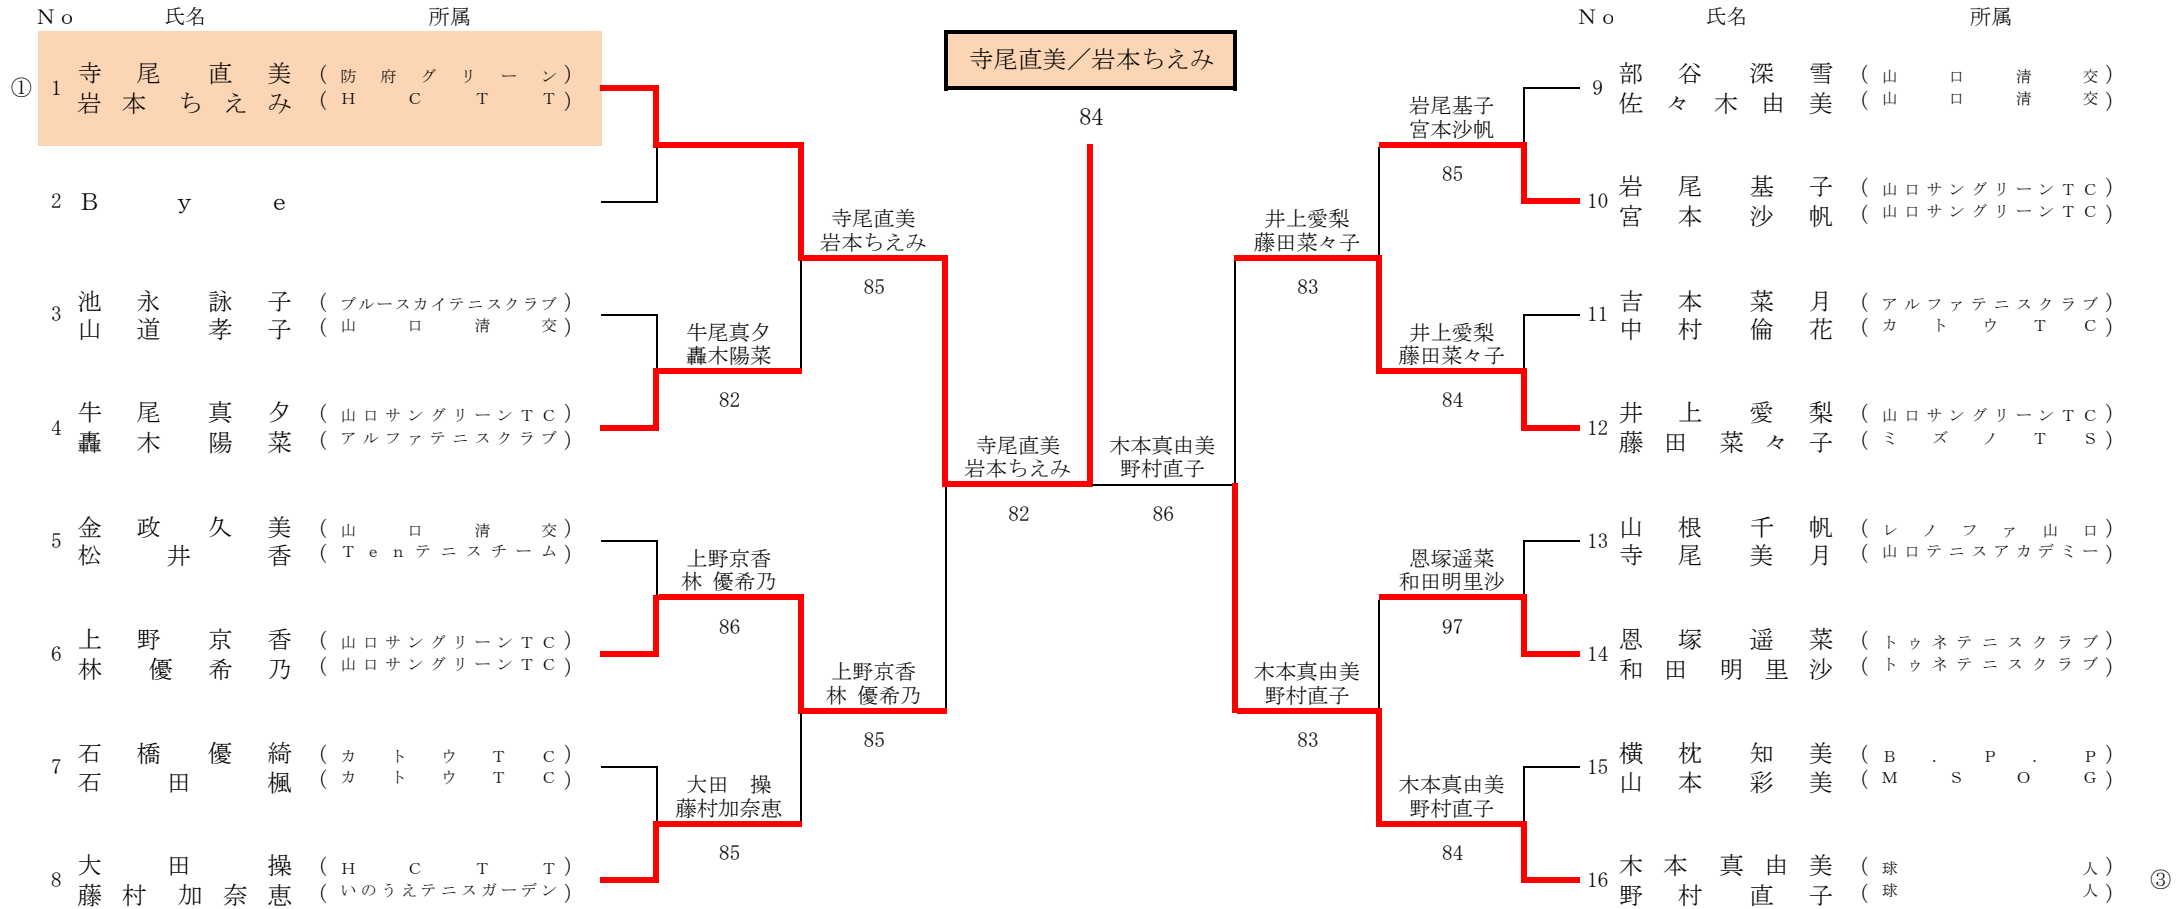 No 氏名 所属
① 1 寺尾直美 (防府グリーン)
岩本ちえみ (HCTT)
2 Bye
3 池永詠子 (ブルースカイテニスクラブ)
山道孝子 (山口清交)
4 牛尾真夕 (山口サングリーンTC)
轟木陽菜 (アルファテニスクラブ)
5 金政久美 (山口清交)
松井香 (Tenテニスチーム)
6 上野京香 (山口サングリーンTC)
林優希乃 (山口サングリーンTC)
7 石橋優綺 (カトウTC)
石田楓 (カトウTC)
8 大田操 (HCTT)
藤村加奈恵 (いのうえテニスガーデン)
牛尾真夕
轟木陽菜
82
上野京香
林 優希乃
86
大田 操
藤村加奈恵
85
寺尾直美
岩本ちえみ
85
上野京香
林 優希乃
85
寺尾直美
岩本ちえみ
82
寺尾直美／岩本ちえみ
84
木本真由美
野村直子
86
井上愛梨
藤田菜々子
83
木本真由美
野村直子
83
岩尾基子
宮本沙帆
85
井上愛梨
藤田菜々子
84
恩塚遥菜
和田明里沙
97
木本真由美
野村直子
84
No 氏名 所属
9 部谷深雪 (山口清交)
佐々木由美 (山口清交)
10 岩尾基子 (山口サングリーンTC)
宮本沙帆 (山口サングリーンTC)
11 吉本菜月 (アルファテニスクラブ)
中村倫花 (カトウTC)
12 井上愛梨 (山口サングリーンTC)
藤田菜々子 (ミズノTS)
13 山根千帆 (レノファ山口)
寺尾美月 (山口テニスアカデミー)
14 恩塚遥菜 (トゥネテニスクラブ)
和田明里沙 (トゥネテニスクラブ)
15 横枕知美 (B.P.P)
山本彩美 (MSOG)
16 木本真由美 (球人) ③
野村直子 (球人)